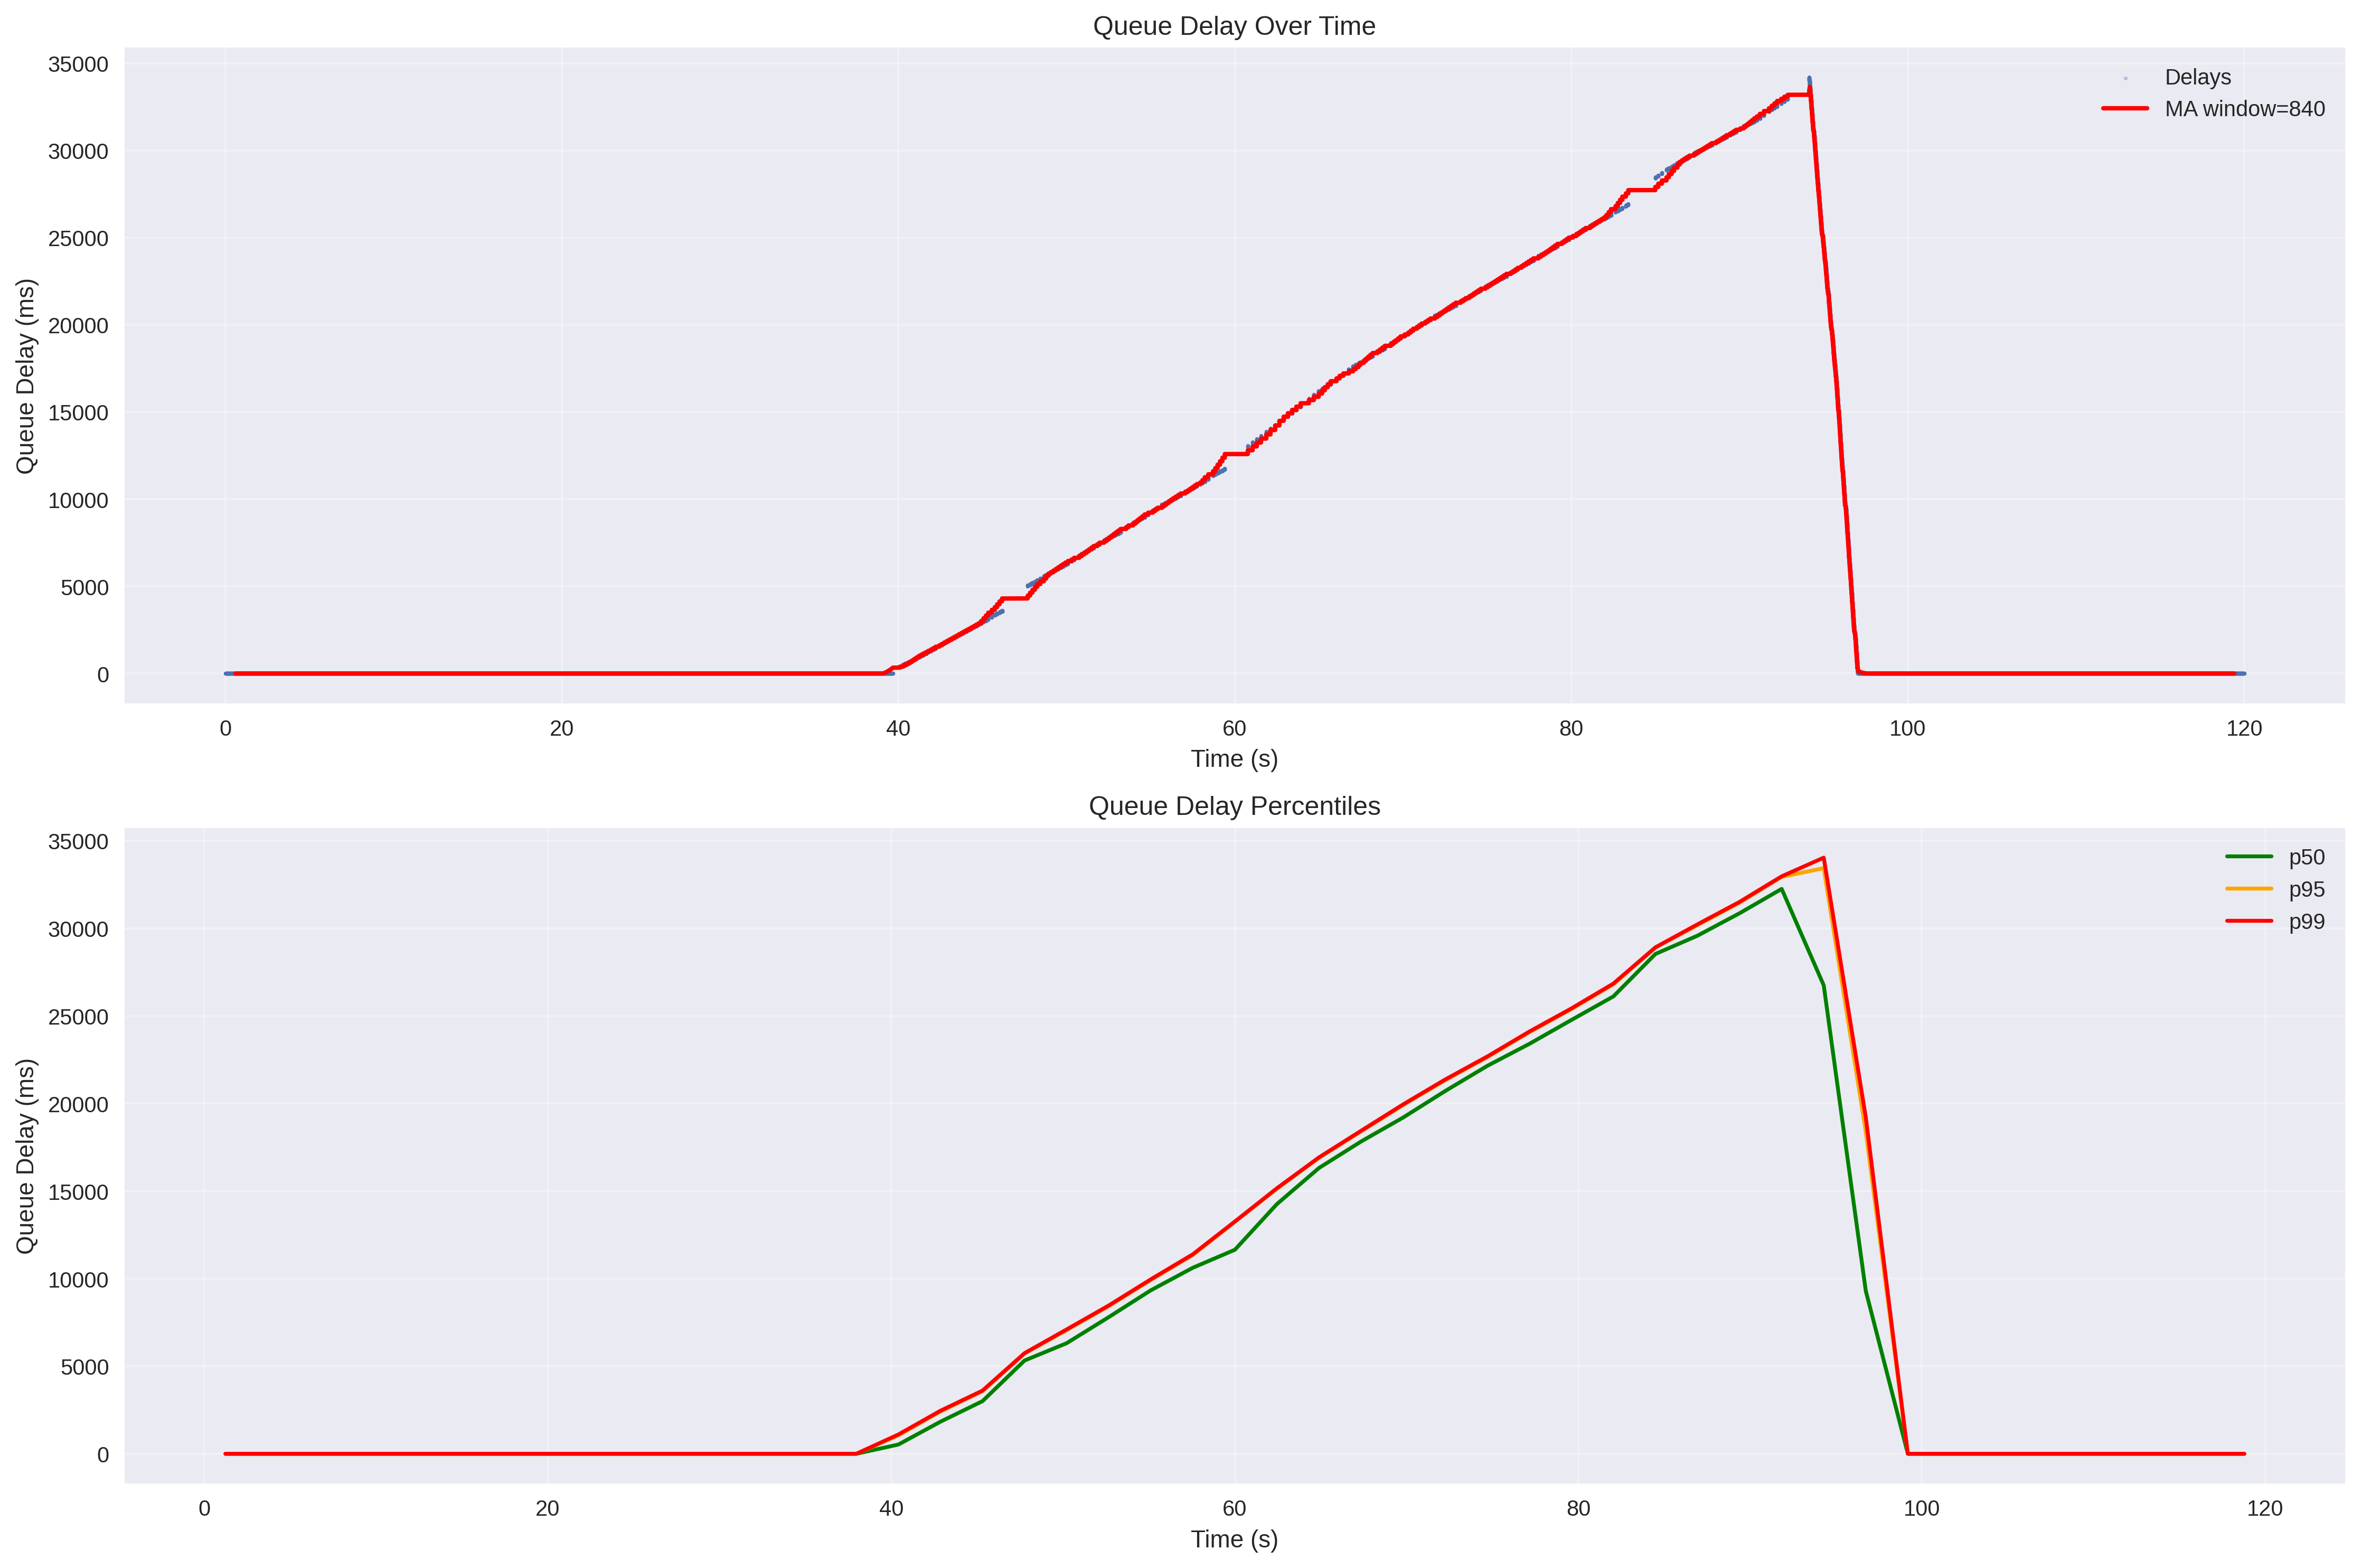 Queue Delay Over Time
Queue Delay (ms)
35000
30000
25000
20000
15000
10000
5000
0
Delays
MA window=840
0 20 40 60 80 100 120
Time (s)
Queue Delay Percentiles
Queue Delay (ms)
35000
30000
25000
20000
15000
10000
5000
0
p50
p95
p99
0 20 40 60 80 100 120
Time (s)